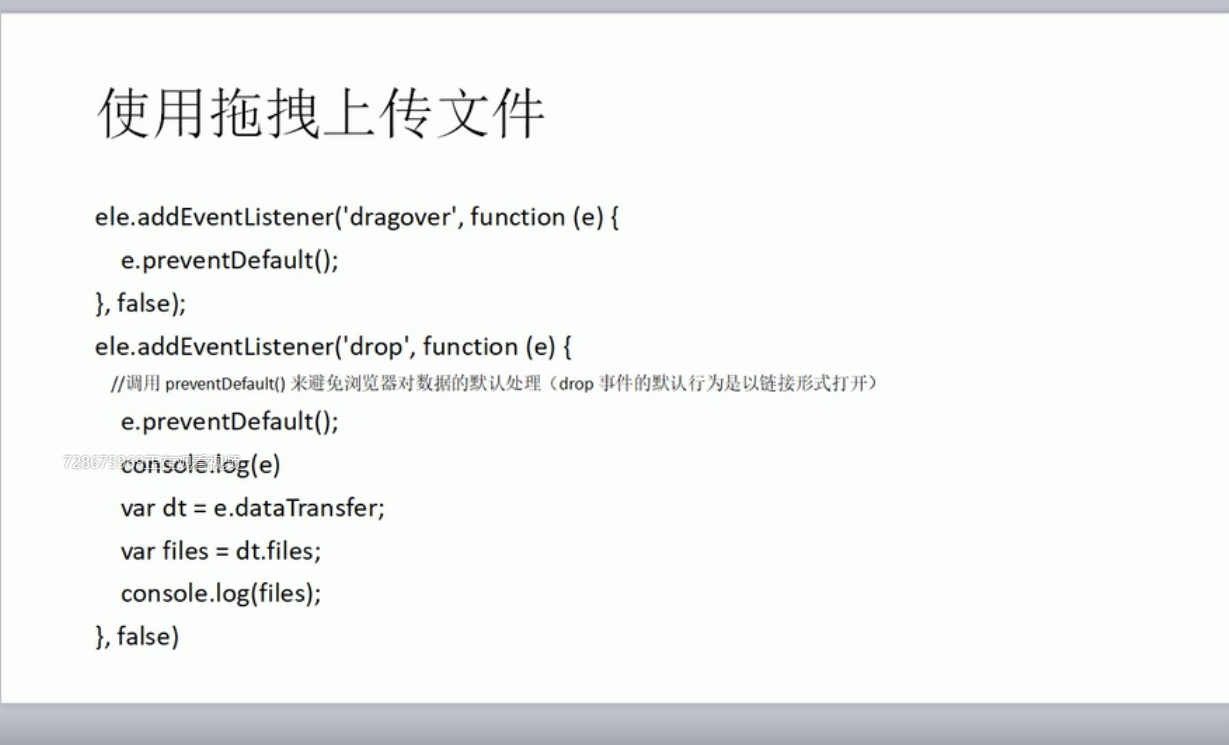 使用拖拽上传文件
ele.addEventListener('dragover', function (e) {
e.preventDefault();
}, false);
ele.addEventListener('drop', function (e) {
//调用 preventDefault() 来避免浏览器对数据的默认处理（drop 事件的默认行为是以链接形式打开）
e.preventDefault();
console.log(e)
var dt = e.dataTransfer;
var files = dt.files;
console.log(files);
}, false)